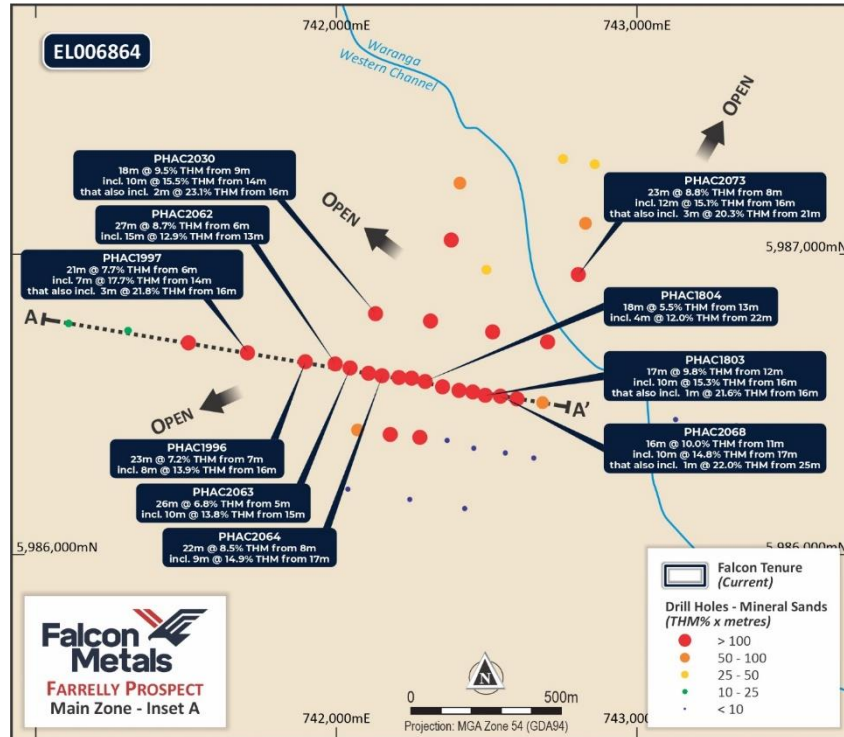 742,000mE
743,000mE
EL006864
Waranga
Western Channel
OPEN
PHAC2030
18m @ 9.5% THM from 9m
incl. 10m @ 15.5% THM from 14m
that also incl. 2m @ 23.1% THM from 16m
PHAC2073
23m @ 8.8% THM from 8m
incl. 12m @ 15.1% THM from 16m
that also incl. 3m @ 20.3% THM from 21m
OPEN
PHAC2062
27m @ 8.7% THM from 6m
incl. 15m @ 12.9% THM from 13m
5,987,000mN
PHAC1997
21m @ 7.7% THM from 6m
incl. 7m @ 17.7% THM from 14m
that also incl. 3m @ 21.8% THM from 16m
PHAC1804
18m @ 5.5% THM from 13m
incl. 4m @ 12.0% THM from 22m
A
PHAC1803
17m @ 9.8% THM from 12m
incl. 10m @ 15.3% THM from 16m
that also incl. 1m @ 21.6% THM from 16m
OPEN
A'
PHAC2068
16m @ 10.0% THM from 11m
incl. 10m @ 14.8% THM from 17m
that also incl. 1m @ 22.0% THM from 25m
PHAC1996
23m @ 7.2% THM from 7m
incl. 8m @ 13.9% THM from 16m
PHAC2063
26m @ 6.8% THM from 5m
incl. 10m @ 13.8% THM from 15m
PHAC2064
22m @ 8.5% THM from 8m
incl. 9m @ 14.9% THM from 17m
5,986,000mN
5,986,000mN
Falcon Tenure
(Current)
Drill Holes - Mineral Sands
(THM% x metres)
> 100
50 - 100
25 - 50
10 - 25
< 10
Falcon
Metals
FARRELLY PROSPECT
Main Zone - Inset A
N
0
500m
Projection: MGA Zone 54 (GDA94)
742,000mE
743,000mE